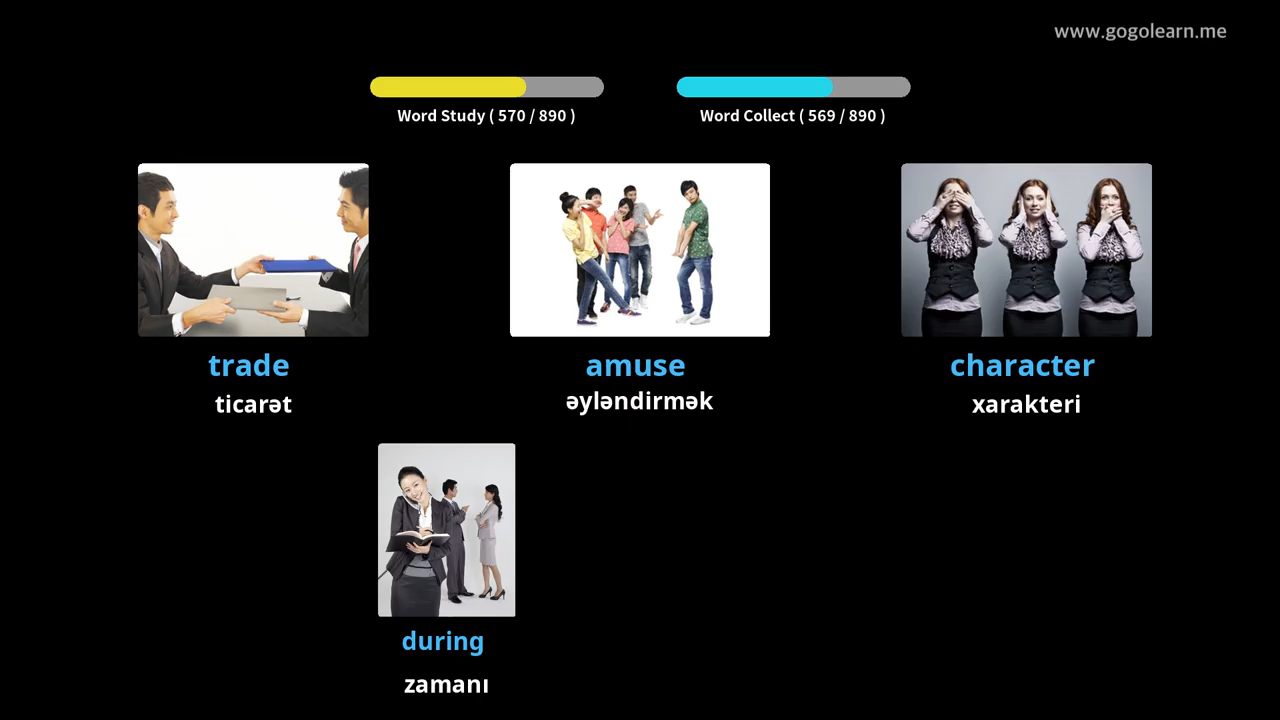 www.gogolearn.me
Word Study ( 570 / 890 )
Word Collect ( 569 / 890 )
trade
amuse
character
ticarət
əyləndirmək
xarakteri
during
zamanı